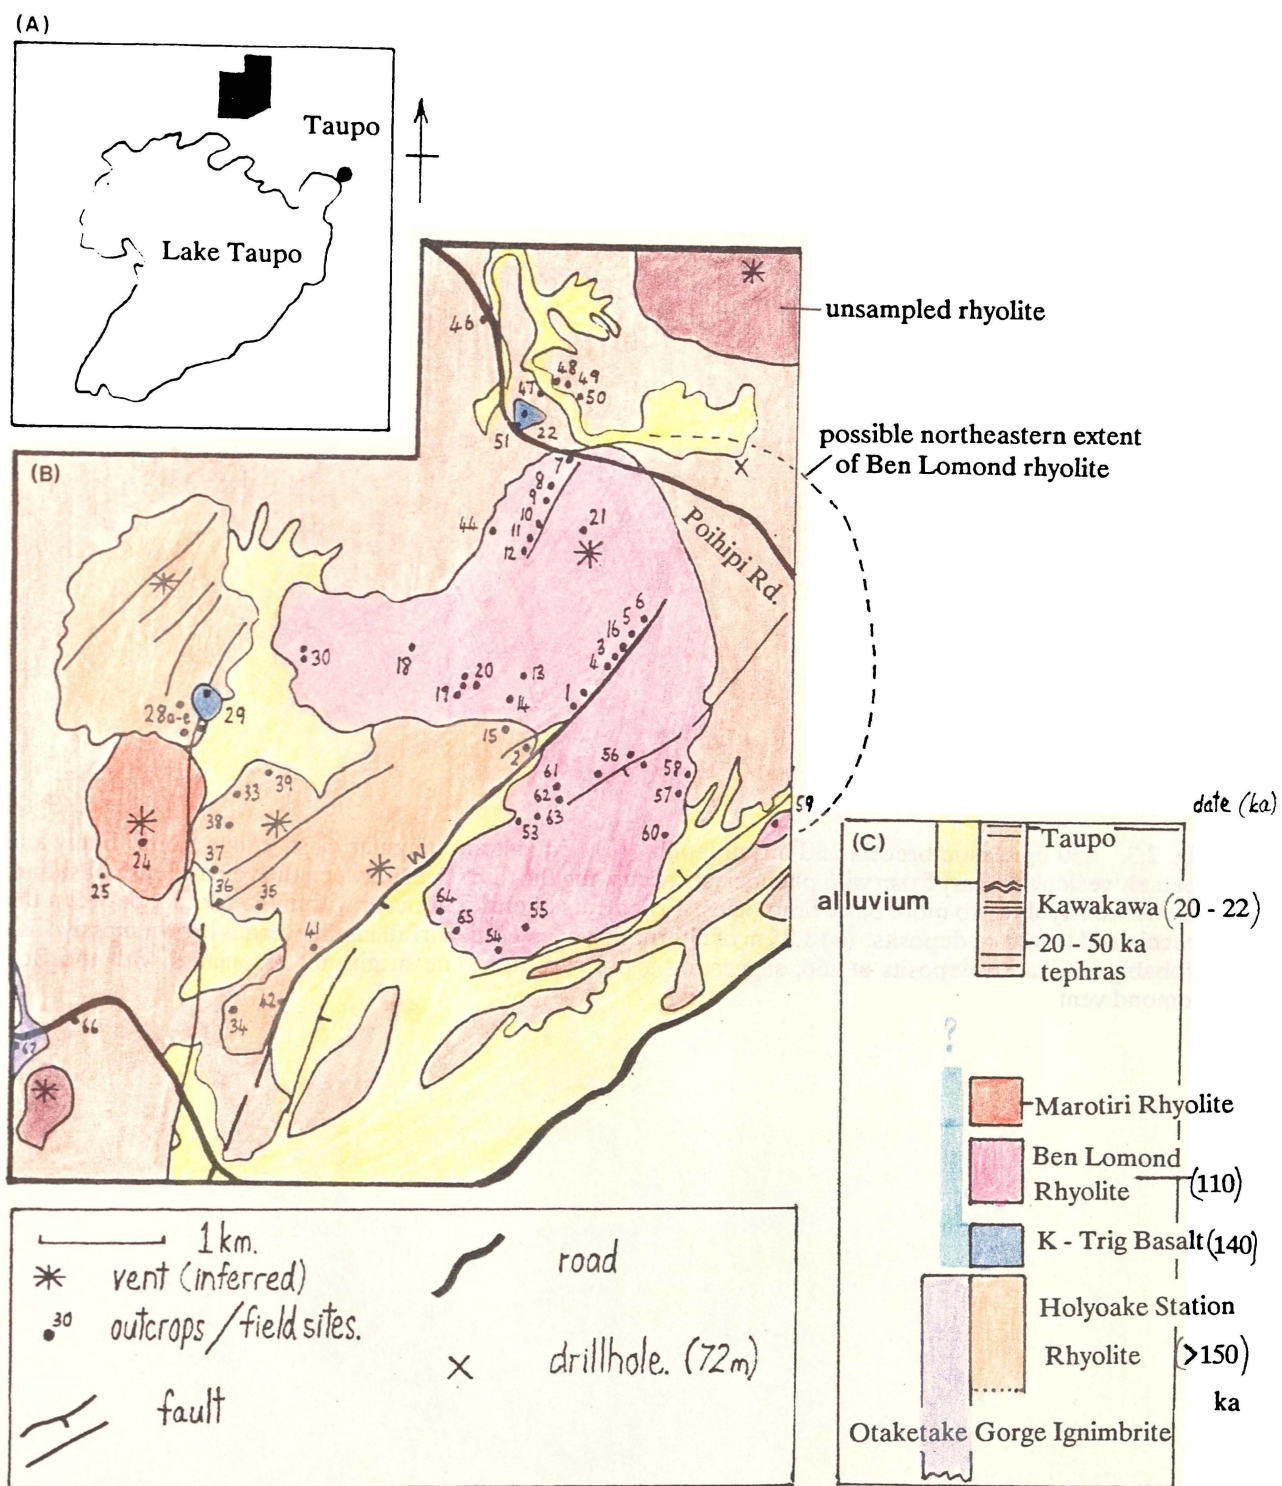 (A)
Taupo
Lake Taupo
unsampled rhyolite
possible northeastern extent
of Ben Lomond rhyolite
Poihipi Rd.
(B)
46
48
49
47
50
51
22
7
8
9
10
11
12
44
21
6
5
16
3
4
30
18
20
19
13
14
1
28a-e
29
15
2
56
58
57
61
62
63
53
60
59
39
33
38
37
36
35
24
25
W
64
65
55
54
41
42
34
66
67
1 km.
vent (inferred)
30
outcrops / field sites.
fault
road
drillhole. (72m)
(C)
date (ka)
Taupo
alluvium
Kawakawa (20 - 22)
20 - 50 ka
tephras
?
Marotiri Rhyolite
Ben Lomond
Rhyolite (110)
K - Trig Basalt (140)
Holyoake Station
Rhyolite (>150)
ka
Otaketake Gorge Ignimbrite